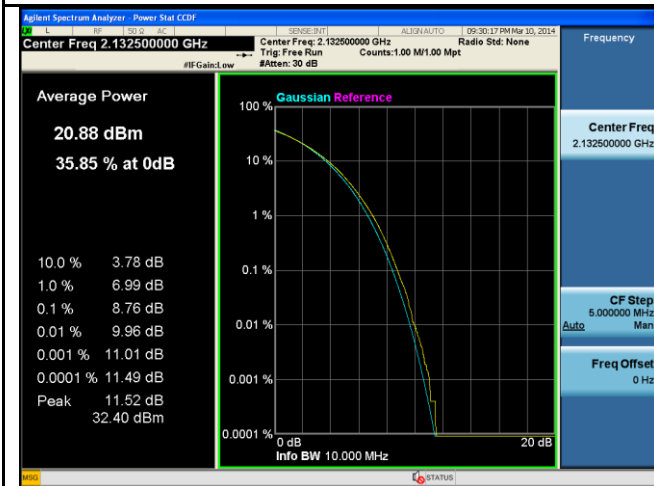 Agilent Spectrum Analyzer - Power Stat CCDF
L RF 50 Ω AC SENSE:INT ALIGNAUTO 09:30:17 PM Mar 10, 2014
Center Freq 2.132500000 GHz
Center Freq: 2.132500000 GHz Radio Std: None
Trig: Free Run Counts:1.00 M/1.00 Mpt
#IFGain:Low #Atten: 30 dB
Frequency
Average Power
20.88 dBm
35.85 % at 0dB
10.0 % 3.78 dB
1.0 % 6.99 dB
0.1 % 8.76 dB
0.01 % 9.96 dB
0.001 % 11.01 dB
0.0001 % 11.49 dB
Peak 11.52 dB
32.40 dBm
Gaussian Reference
100 %
10 %
1 %
0.1 %
0.01 %
0.001 %
0.0001 %
0 dB 20 dB
Info BW 10.000 MHz
Center Freq
2.132500000 GHz
CF Step
5.000000 MHz
Auto Man
Freq Offset
0 Hz
MSG STATUS